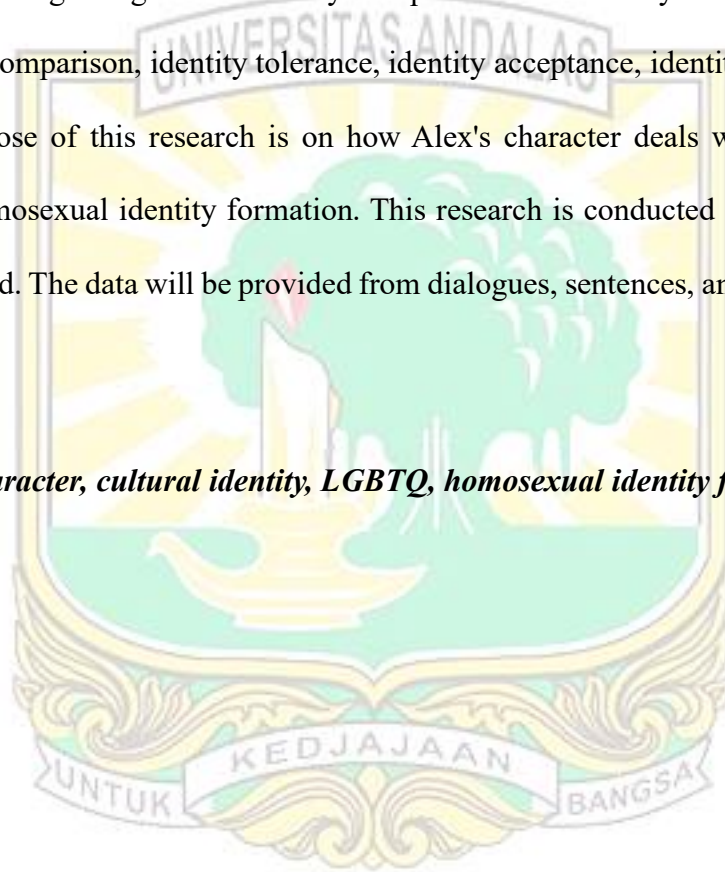 UNIVERSITAS ANDALAS
omparison, identity tolerance, identity acceptance, identit
ose of this research is on how Alex's character deals w
mosexual identity formation. This research is conducted
d. The data will be provided from dialogues, sentences, an
aracter, cultural identity, LGBTQ, homosexual identity f
UNTUK KEDJAJAAN BANGSA